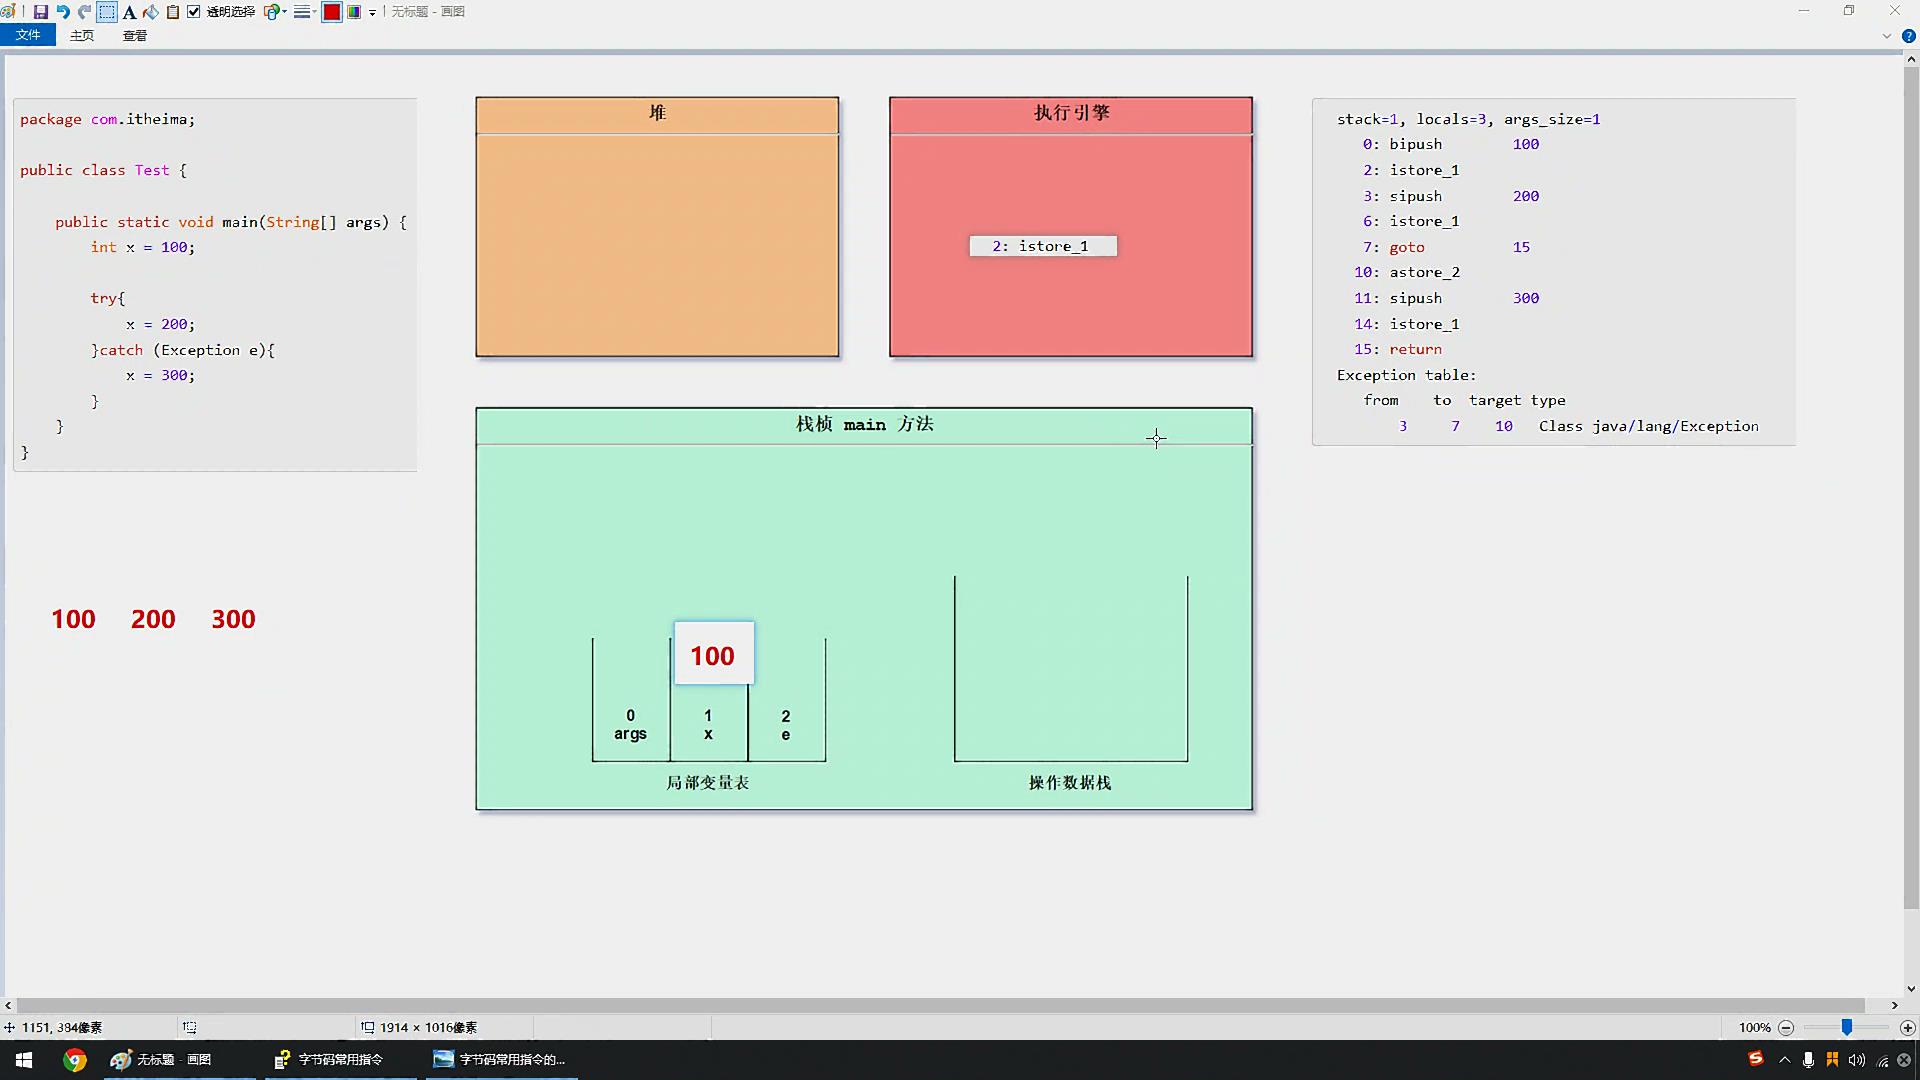 透明选择
无标题 - 画图
文件 主页 查看
package com.itheima;
public class Test {
public static void main(String[] args) {
int x = 100;
try{
x = 200;
}catch (Exception e){
x = 300;
}
}
}
100 200 300
堆
执行引擎
2: istore_1
栈桢 main 方法
100
0 1 2
args x e
局部变量表
操作数据栈
stack=1, locals=3, args_size=1
0: bipush 100
2: istore_1
3: sipush 200
6: istore_1
7: goto 15
10: astore_2
11: sipush 300
14: istore_1
15: return
Exception table:
from to target type
3 7 10 Class java/lang/Exception
1151, 384像素
1914 × 1016像素
100%
无标题 - 画图
字节码常用指令
字节码常用指令的...